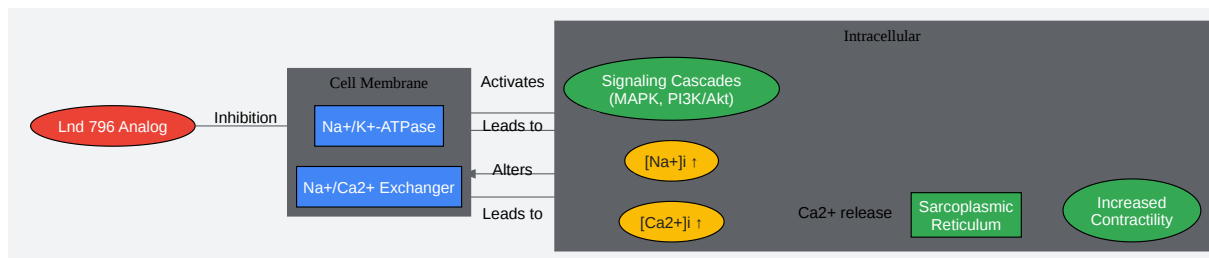 Intracellular
Cell Membrane
Activates
Signaling Cascades
(MAPK, PI3K/Akt)
Lnd 796 Analog
Inhibition
Na+/K+-ATPase
Leads to
[Na+]i ↑
Alters
Na+/Ca2+ Exchanger
Leads to
[Ca2+]i ↑
Ca2+ release
Sarcoplasmic
Reticulum
Increased
Contractility